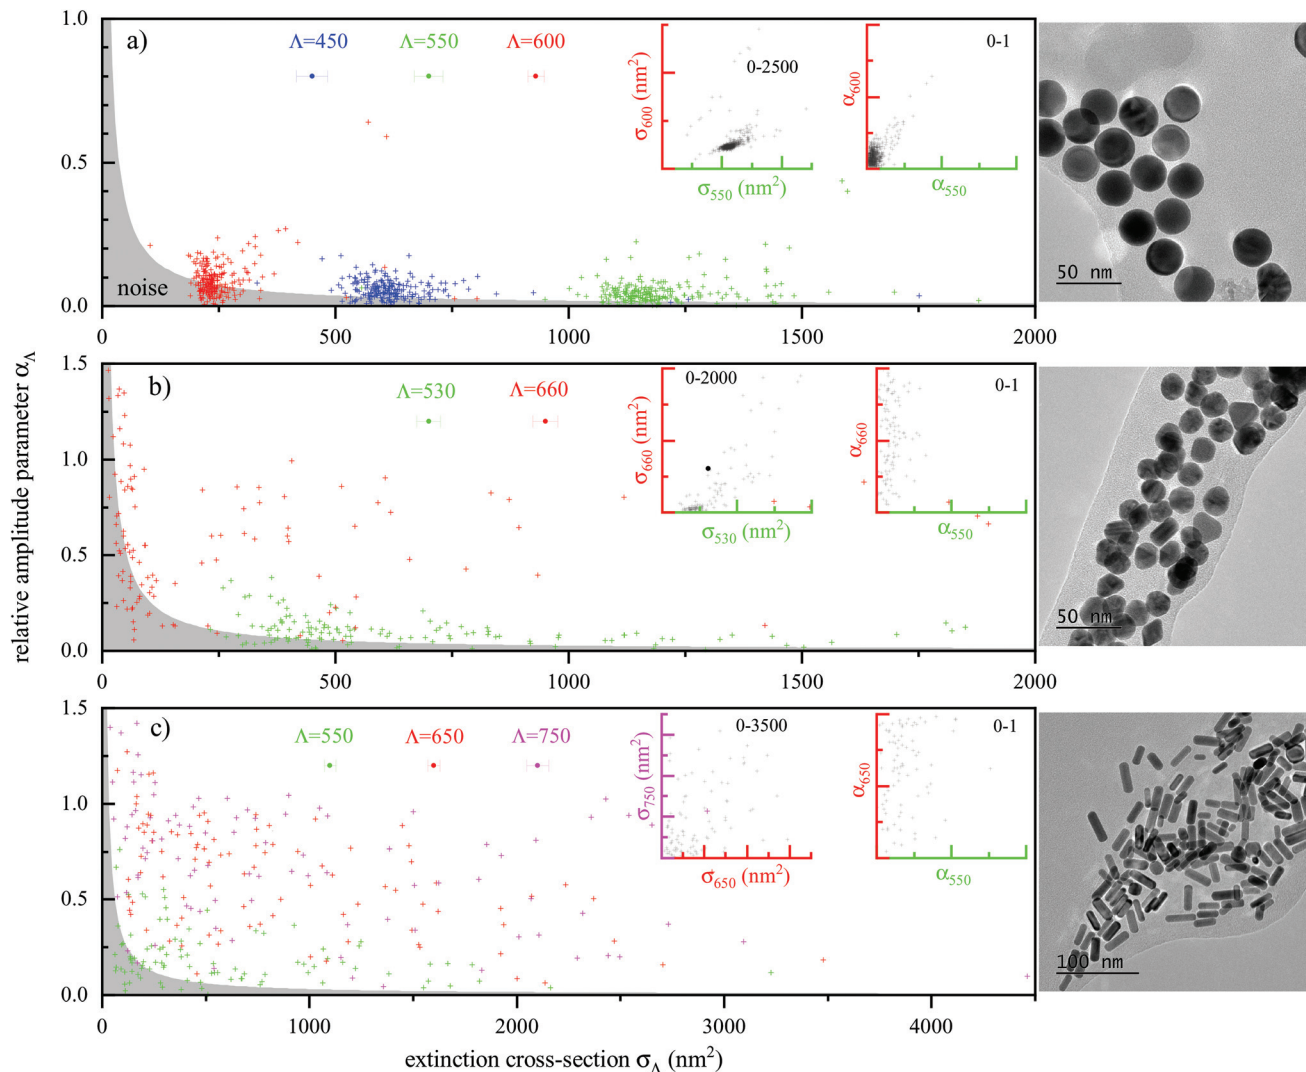 a)
Λ=450 Λ=550 Λ=600
1.0
0.5
0.0
noise
0 500 1000 1500 2000
0-2500
σ600 (nm²)
σ550 (nm²)
0-1
α600
α550
50 nm
relative amplitude parameter αΛ
b)
Λ=530 Λ=660
1.5
1.0
0.5
0.0
0 500 1000 1500 2000
0-2000
σ660 (nm²)
σ530 (nm²)
0-1
α660
α550
50 nm
c)
Λ=550 Λ=650 Λ=750
1.5
1.0
0.5
0.0
0 1000 2000 3000 4000
0-3500
σ750 (nm²)
σ650 (nm²)
0-1
α650
α550
100 nm
extinction cross-section σΛ (nm²)